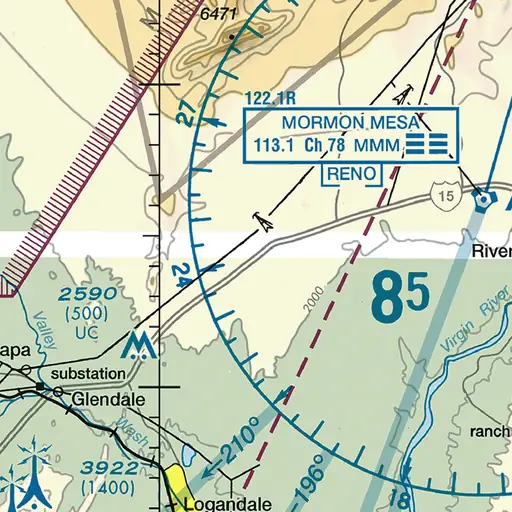 6471
M
27
122.1R
MORMON MESA
113.1 Ch 78 MMM
RENO
15
River
24
2590
(500)
UC
2000
8⁵
Valley
apa
substation
Glendale
Virgin River
Wash
210°
196°
ranch
3922
(1400)
18
Logandale